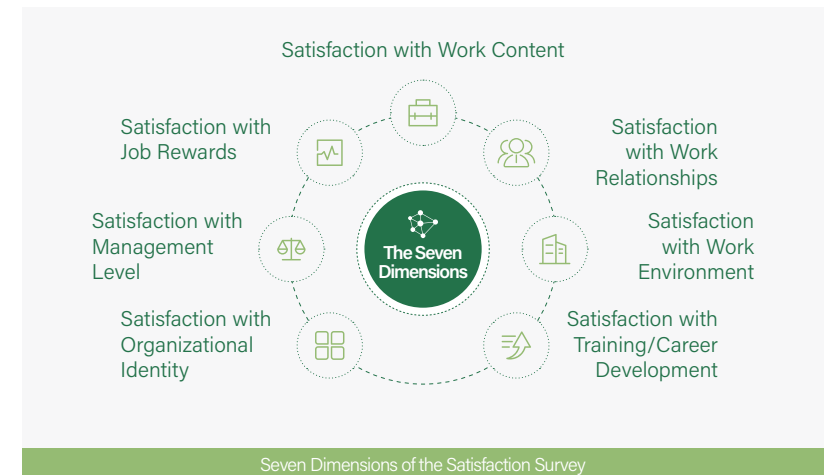 Satisfaction with Work Content
Satisfaction with
Job Rewards
Satisfaction
with Work
Relationships
Satisfaction with
Management
Level
The Seven
Dimensions
Satisfaction
with Work
Environment
Satisfaction with
Organizational
Identity
Satisfaction with
Training/Career
Development
Seven Dimensions of the Satisfaction Survey